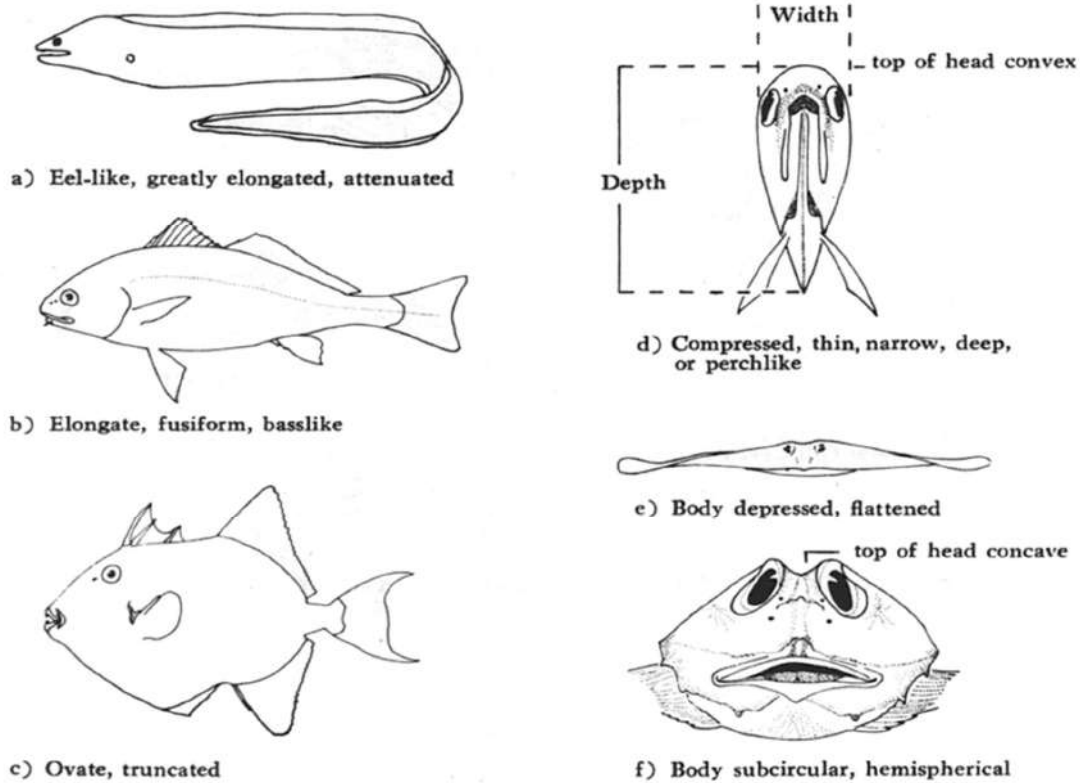 a) Eel-like, greatly elongated, attenuated
b) Elongate, fusiform, basslike
c) Ovate, truncated
Width
top of head convex
Depth
d) Compressed, thin, narrow, deep,
or perchlike
e) Body depressed, flattened
top of head concave
f) Body subcircular, hemispherical